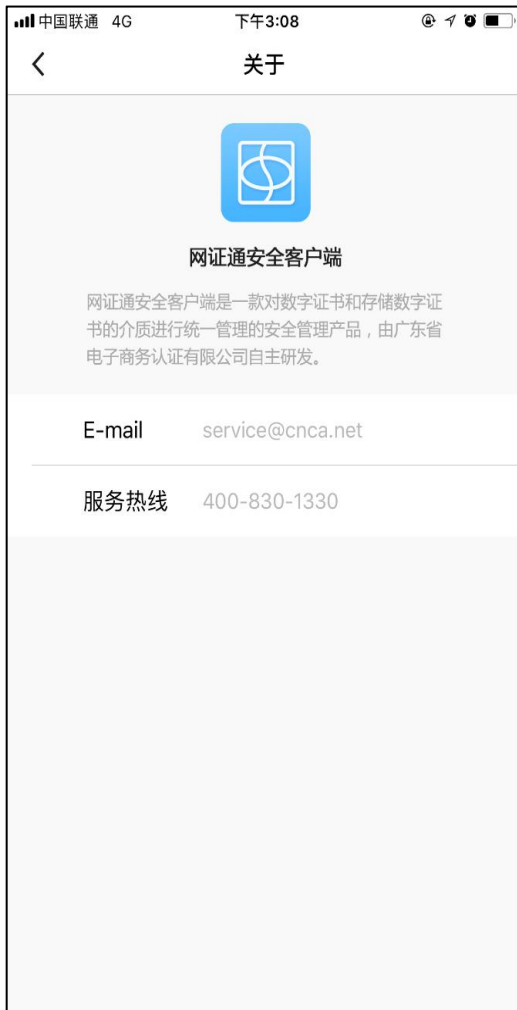 中国联通 4G 下午3:08
关于
网证通安全客户端
网证通安全客户端是一款对数字证书和存储数字证
书的介质进行统一管理的安全管理产品，由广东省
电子商务认证有限公司自主研发。
E-mail service@cnca.net
服务热线 400-830-1330